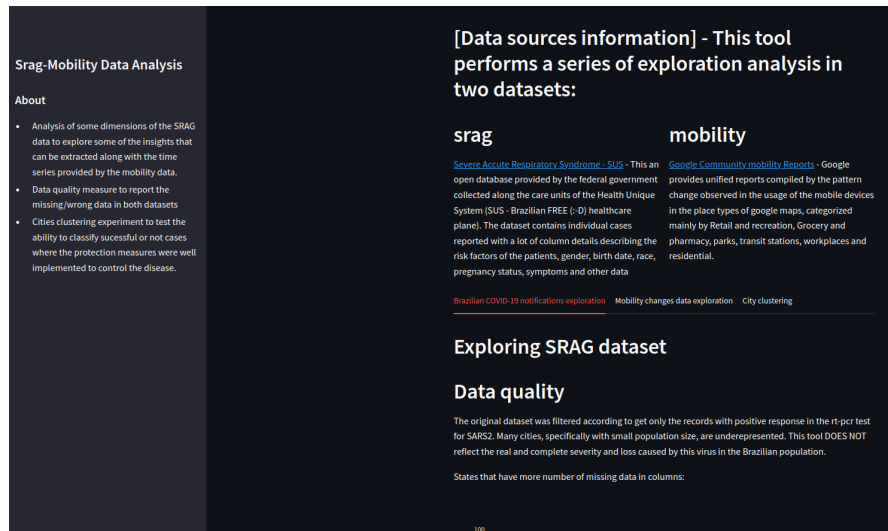 Srag-Mobility Data Analysis
About
Analysis of some dimensions of the SRAG
data to explore some of the insights that
can be extracted along with the time
series provided by the mobility data.
Data quality measure to report the
missing/wrong data in both datasets
Cities clustering experiment to test the
ability to classify sucessful or not cases
where the protection measures were well
implemented to control the disease.
[Data sources information] - This tool
performs a series of exploration analysis in
two datasets:
srag
Severe Accute Respiratory Syndrome - SUS - This an
open database provided by the federal government
collected along the care units of the Health Unique
System (SUS - Brazilian FREE (:-D) healthcare
plane). The dataset contains individual cases
reported with a lot of column details describing the
risk factors of the patients, gender, birth date, race,
pregnancy status, symptoms and other data
mobility
Google Community mobility Reports - Google
provides unified reports compiled by the pattern
change observed in the usage of the mobile devices
in the place types of google maps, categorized
mainly by Retail and recreation, Grocery and
pharmacy, parks, transit stations, workplaces and
residential.
Brazilian COVID-19 notifications exploration Mobility changes data exploration City clustering
Exploring SRAG dataset
Data quality
The original dataset was filtered according to get only the records with positive response in the rt-pcr test
for SARS2. Many cities, specifically with small population size, are underepresented. This tool DOES NOT
reflect the real and complete severity and loss caused by this virus in the Brazilian population.
States that have more number of missing data in columns:
100